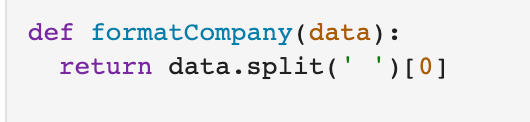 def formatCompany(data):
  return data.split(' ')[0]